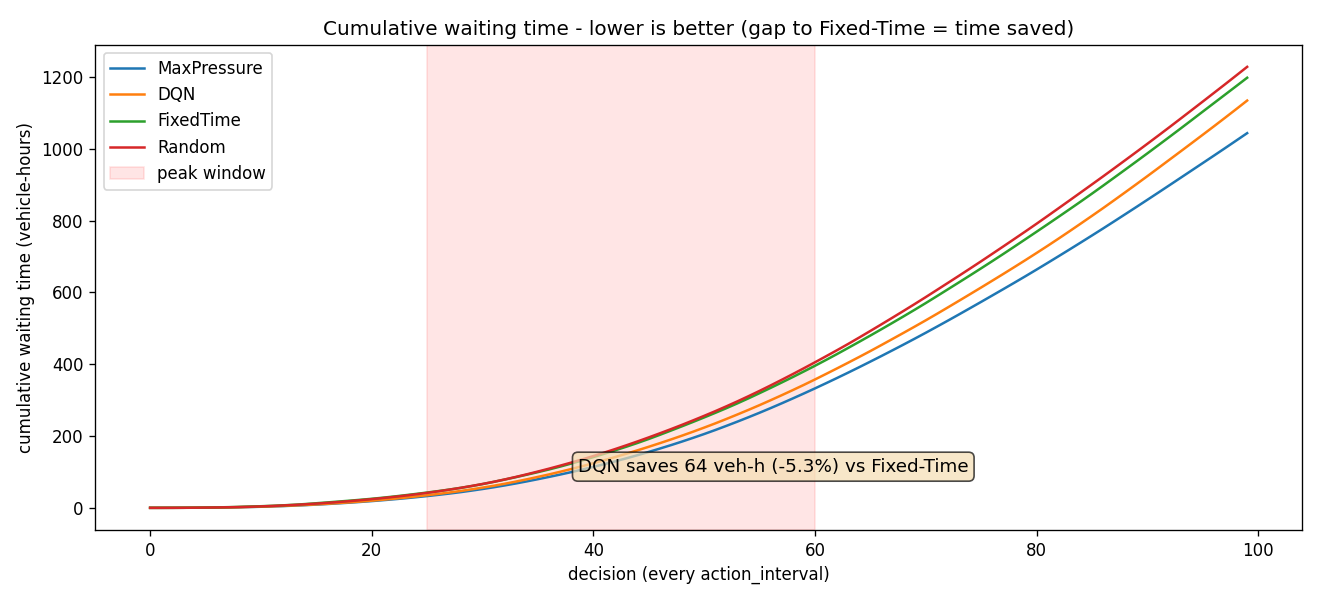 Cumulative waiting time - lower is better (gap to Fixed-Time = time saved)
cumulative waiting time (vehicle-hours)
1200
1000
800
600
400
200
0
MaxPressure
DQN
FixedTime
Random
peak window
DQN saves 64 veh-h (-5.3%) vs Fixed-Time
0 20 40 60 80 100
decision (every action_interval)